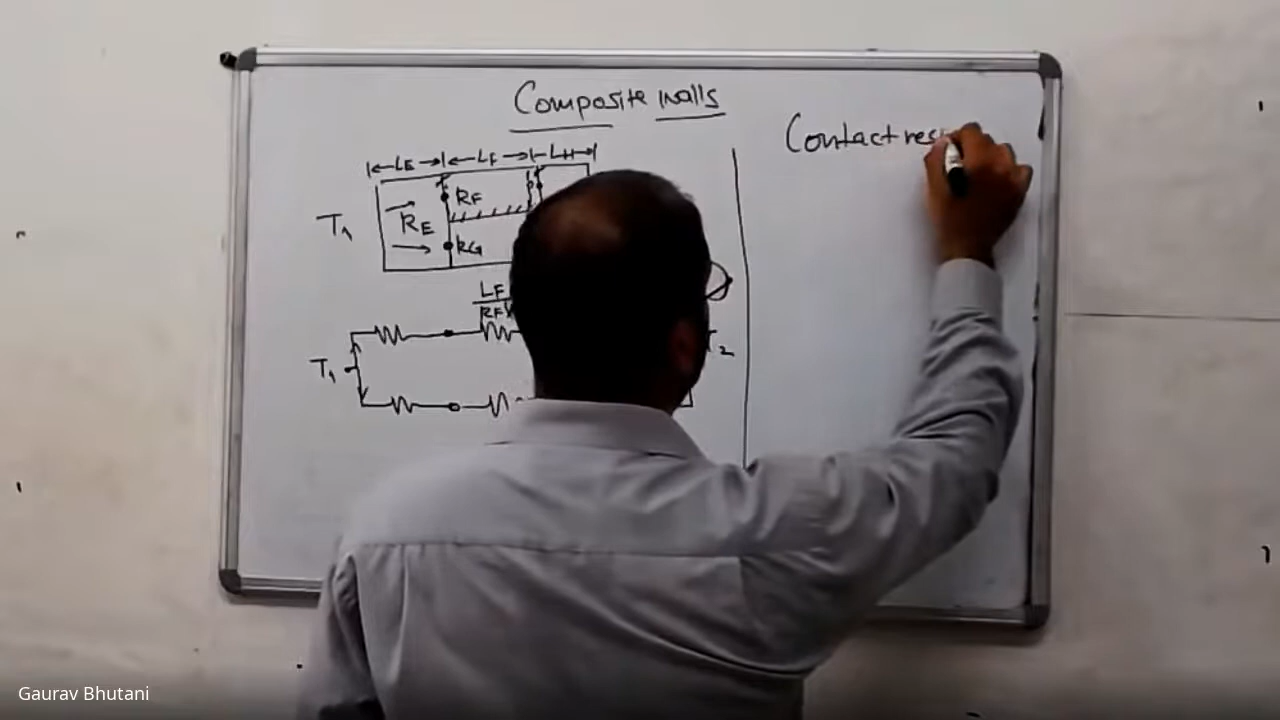 Composite walls
LE LF LH
T1 RE RF
RG
LF
T1 2
Contact res
Gaurav Bhutani